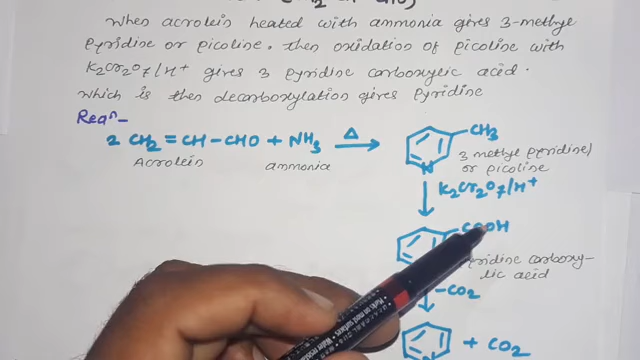 When acrolein heated with ammonia gives 3-methyl
pyridine or picoline. then oxidation of picoline with
K2Cr2O7/H+ gives 3 pyridine carboxylic acid.
Which is then decarboxylation gives Pyridine
Reaⁿ-
2 CH2=CH-CHO + NH3 Δ
CH3
N
Acrolein ammonia
3 methyl pyridine/
or picoline
K2Cr2O7/H+
COOH
pyridine carboxy-
lic acid
-CO2
+ CO2